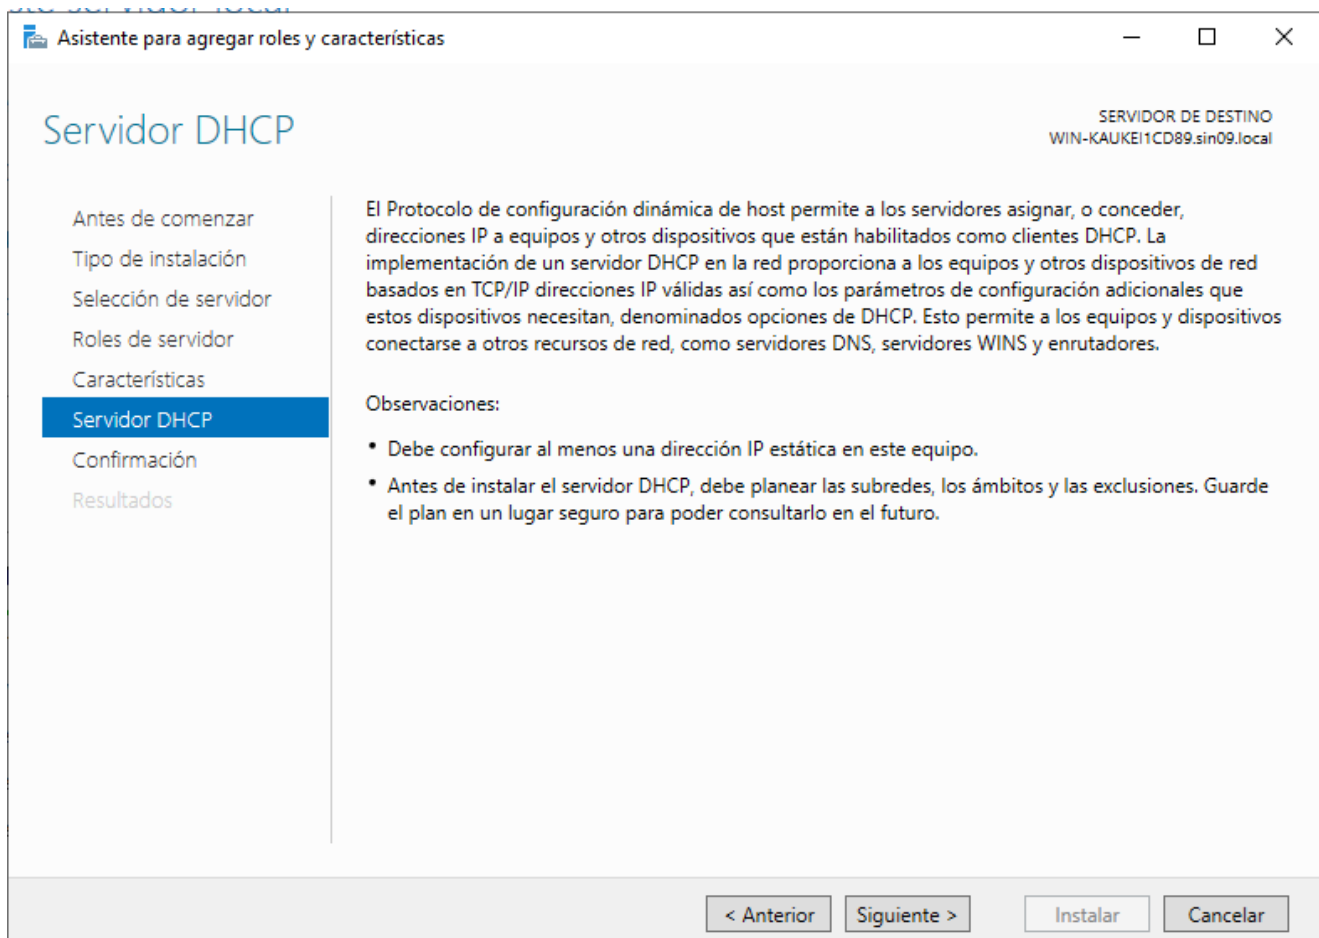 Asistente para agregar roles y características
Servidor DHCP
SERVIDOR DE DESTINO
WIN-KAUKEI1CD89.sin09.local
Antes de comenzar
Tipo de instalación
Selección de servidor
Roles de servidor
Características
Servidor DHCP
Confirmación
Resultados
El Protocolo de configuración dinámica de host permite a los servidores asignar, o conceder,
direcciones IP a equipos y otros dispositivos que están habilitados como clientes DHCP. La
implementación de un servidor DHCP en la red proporciona a los equipos y otros dispositivos de red
basados en TCP/IP direcciones IP válidas así como los parámetros de configuración adicionales que
estos dispositivos necesitan, denominados opciones de DHCP. Esto permite a los equipos y dispositivos
conectarse a otros recursos de red, como servidores DNS, servidores WINS y enrutadores.
Observaciones:
• Debe configurar al menos una dirección IP estática en este equipo.
• Antes de instalar el servidor DHCP, debe planear las subredes, los ámbitos y las exclusiones. Guarde
el plan en un lugar seguro para poder consultarlo en el futuro.
< Anterior
Siguiente >
Instalar
Cancelar